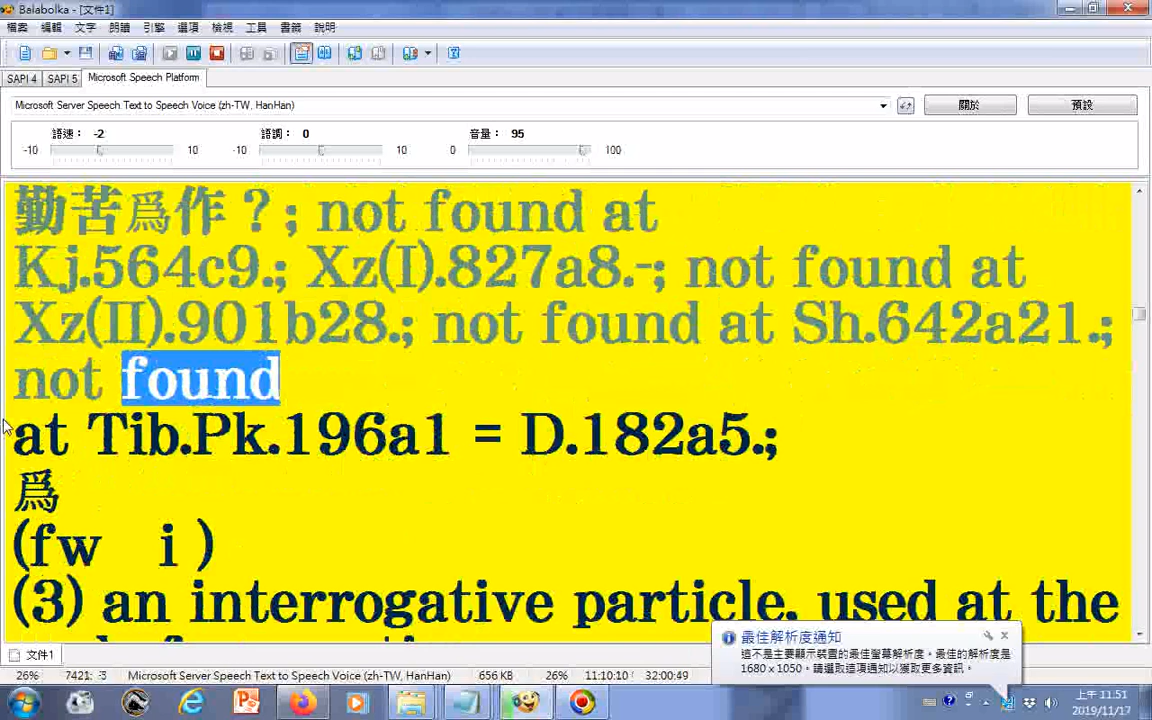 Balabolka - [文件1]
檔案 編輯 文字 朗讀 引擎 選項 檢視 工具 書籤 說明
SAPI 4 SAPI 5 Microsoft Speech Platform
Microsoft Server Speech Text to Speech Voice (zh-TW, HanHan) 關於 預設
語速： -2 語調： 0 音量： 95
-10 10 -10 10 0 100
勤苦爲作？; not found at
Kj.564c9.; Xz(I).827a8.-; not found at
Xz(II).901b28.; not found at Sh.642a21.;
not found
at Tib.Pk.196a1 = D.182a5.;
爲
(fw i )
(3) an interrogative particle, used at the
最佳解析度通知
這不是主要顯示裝置的最佳螢幕解析度。最佳的解析度是
1680 x 1050。請選取這項通知以獲取更多資訊。
文件1
26% 7421: Microsoft Server Speech Text to Speech Voice (zh-TW, HanHan) 656 KB 26% 11:10:10 32:00:49
上午 11:51
2019/11/17